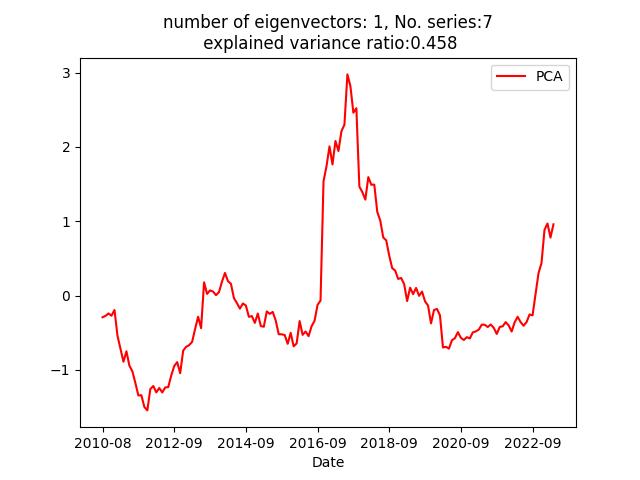 number of eigenvectors: 1, No. series:7
explained variance ratio:0.458
PCA
3
2
1
0
−1
2010-08 2012-09 2014-09 2016-09 2018-09 2020-09 2022-09
Date